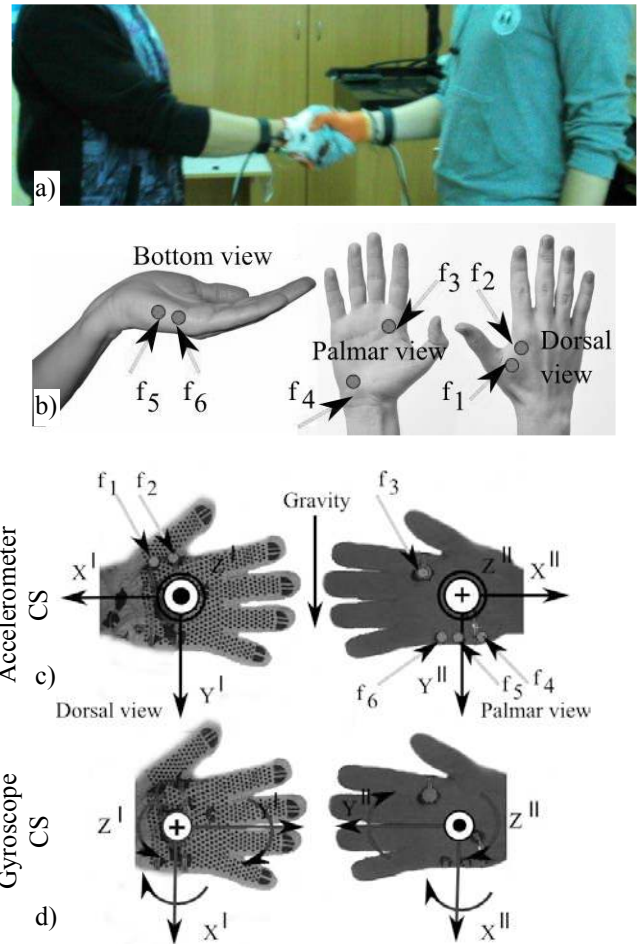 a)
Bottom view
f5 f6
b)
f3 f2
Palmar view
Dorsal
view
f4
f1
f1 f2
Gravity
f3
Accelerometer
CS
X^I
Z^I
Z^II
X^II
c)
Y^I
Y^II
f6
f5 f4
Dorsal view
Palmar view
Gyroscope
CS
Z^I
Y^I
Y^II
Z^II
d)
X^I
X^II